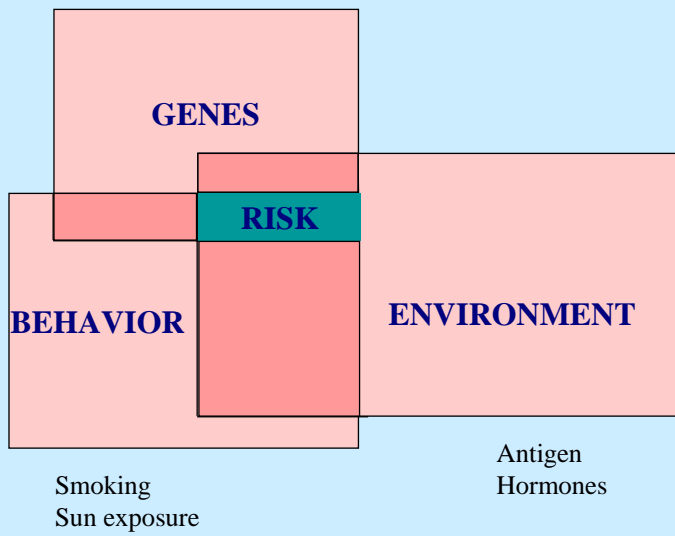 GENES
RISK
BEHAVIOR
ENVIRONMENT
Smoking
Sun exposure
Antigen
Hormones